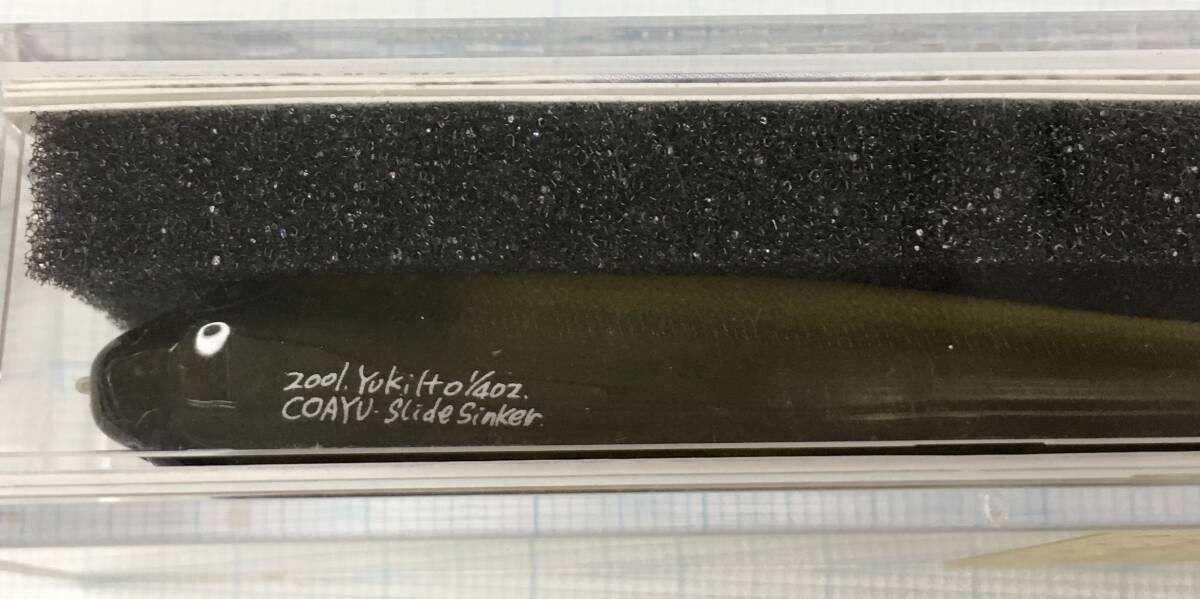 2001. Yuki Ito 1/4oz.
COAYU-Slide Sinker.